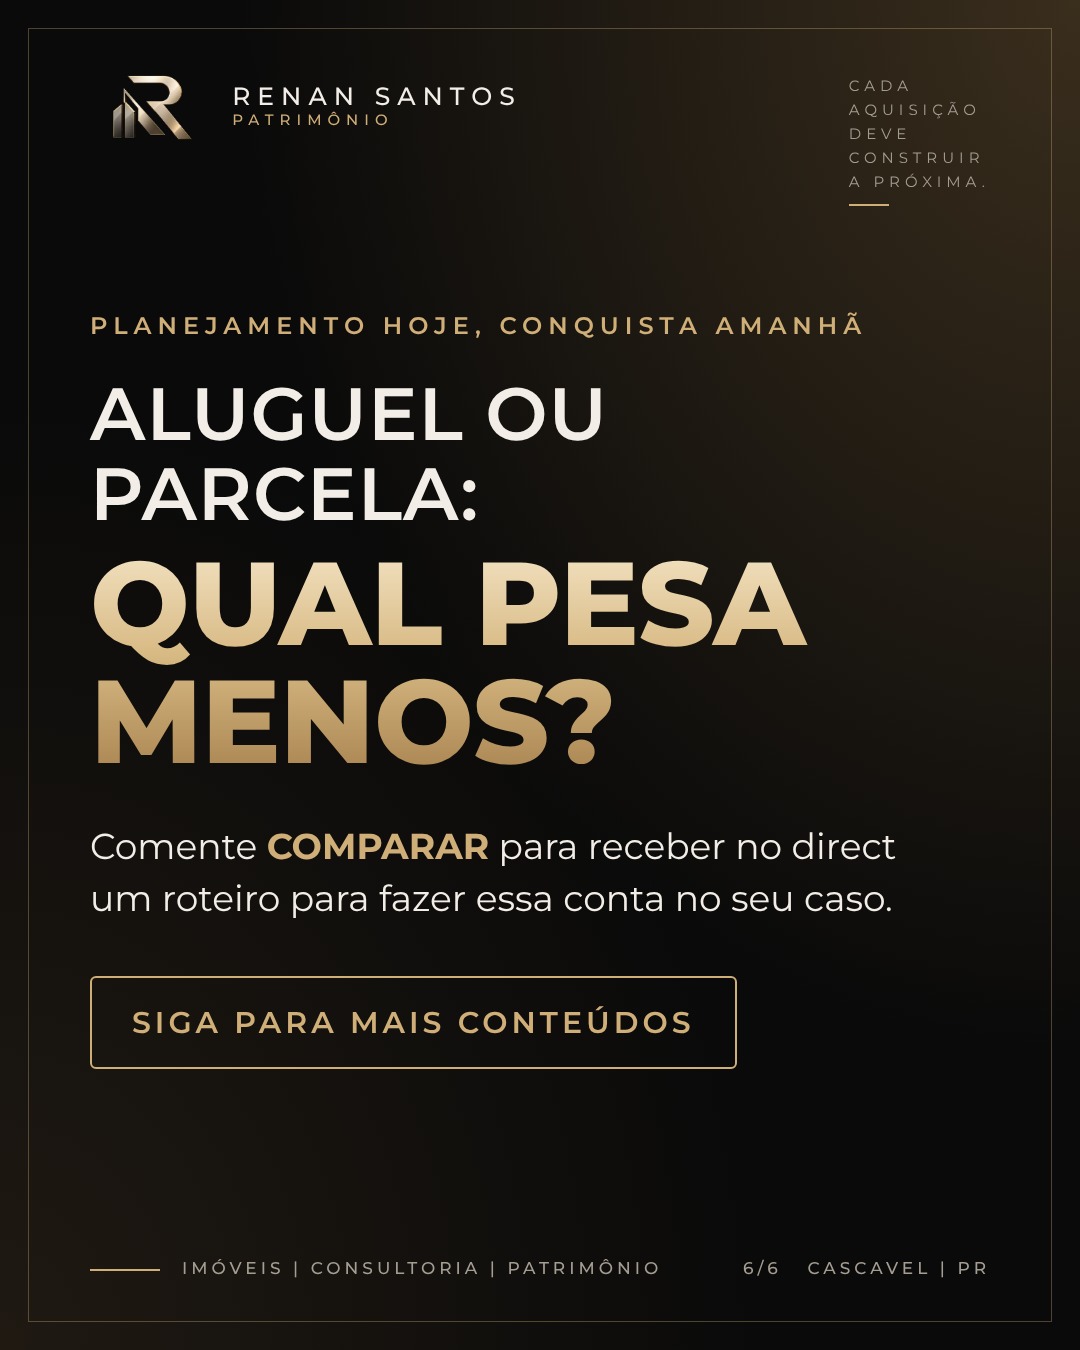 RENAN SANTOS
PATRIMÔNIO
CADA
AQUISIÇÃO
DEVE
CONSTRUIR
A PRÓXIMA.
PLANEJAMENTO HOJE, CONQUISTA AMANHÃ
ALUGUEL OU
PARCELA:
QUAL PESA
MENOS?
Comente COMPARAR para receber no direct
um roteiro para fazer essa conta no seu caso.
SIGA PARA MAIS CONTEÚDOS
IMÓVEIS | CONSULTORIA | PATRIMÔNIO 6/6 CASCAVEL | PR